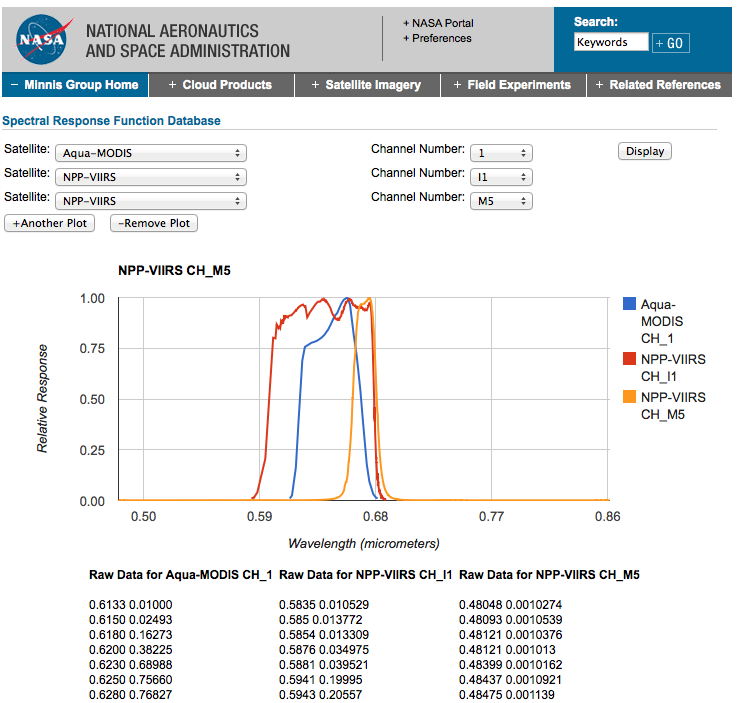 NASA
NATIONAL AERONAUTICS
AND SPACE ADMINISTRATION
+ NASA Portal
+ Preferences
Search:
Keywords
+ GO
− Minnis Group Home + Cloud Products + Satellite Imagery + Field Experiments + Related References
Spectral Response Function Database
Satellite: Aqua-MODIS Channel Number: 1 Display
Satellite: NPP-VIIRS Channel Number: I1
Satellite: NPP-VIIRS Channel Number: M5
+Another Plot -Remove Plot
NPP-VIIRS CH_M5
1.00
0.75
0.50
0.25
0.00
Relative Response
0.50 0.59 0.68 0.77 0.86
Wavelength (micrometers)
Aqua-
MODIS
CH_1
NPP-VIIRS
CH_I1
NPP-VIIRS
CH_M5
Raw Data for Aqua-MODIS CH_1 Raw Data for NPP-VIIRS CH_I1 Raw Data for NPP-VIIRS CH_M5
0.6133 0.01000 0.5835 0.010529 0.48048 0.0010274
0.6150 0.02493 0.585 0.013772 0.48093 0.0010539
0.6180 0.16273 0.5854 0.013309 0.48121 0.0010376
0.6200 0.38225 0.5876 0.034975 0.48121 0.001013
0.6230 0.68988 0.5881 0.039521 0.48399 0.0010162
0.6250 0.75660 0.5941 0.19995 0.48437 0.0010921
0.6280 0.76827 0.5943 0.20557 0.48475 0.001139